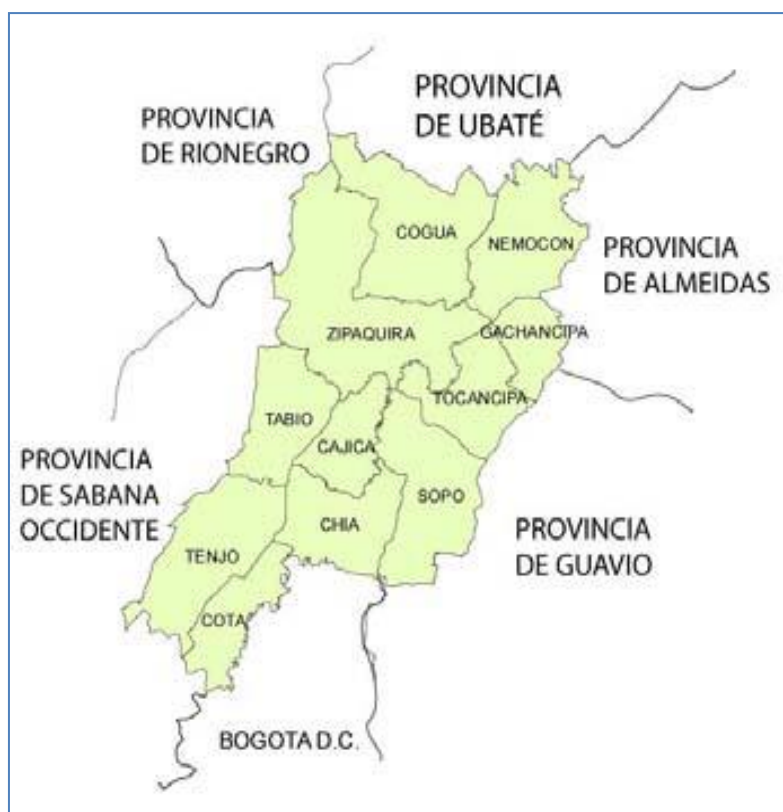 PROVINCIA
DE UBATÉ
PROVINCIA
DE RIONEGRO
COGUA
NEMOCON
PROVINCIA
DE ALMEIDAS
ZIPAQUIRA
GACHANCIPA
TOCANCIPA
TABIO
CAJICA
PROVINCIA
DE SABANA
OCCIDENTE
SOPO
CHIA
PROVINCIA
DE GUAVIO
TENJO
COTA
BOGOTA D.C.